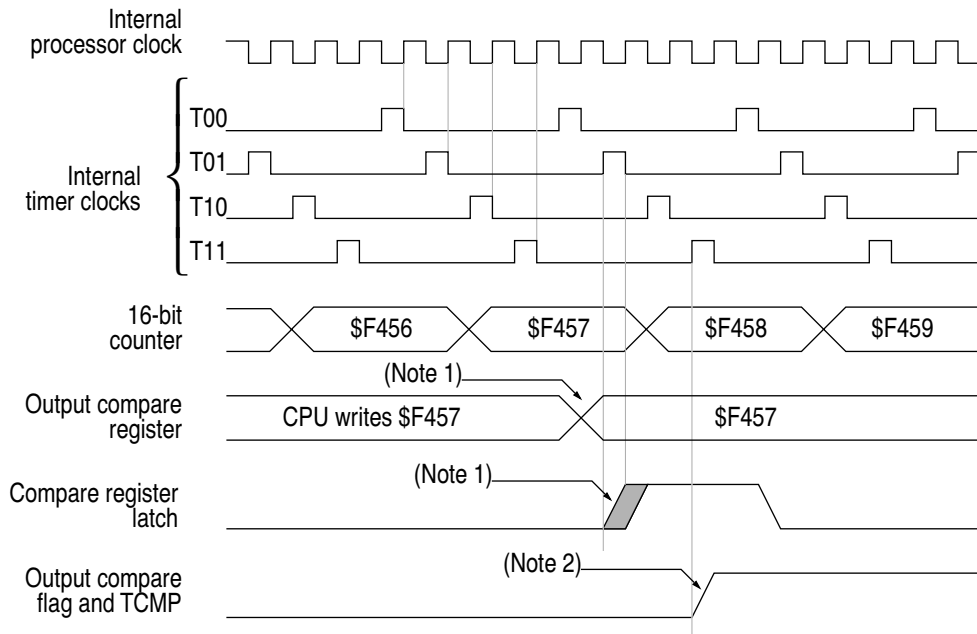 Internal
processor clock
Internal
timer clocks
T00
T01
T10
T11
16-bit
counter
$F456
$F457
$F458
$F459
(Note 1)
Output compare
register
CPU writes $F457
$F457
(Note 1)
Compare register
latch
(Note 2)
Output compare
flag and TCMP